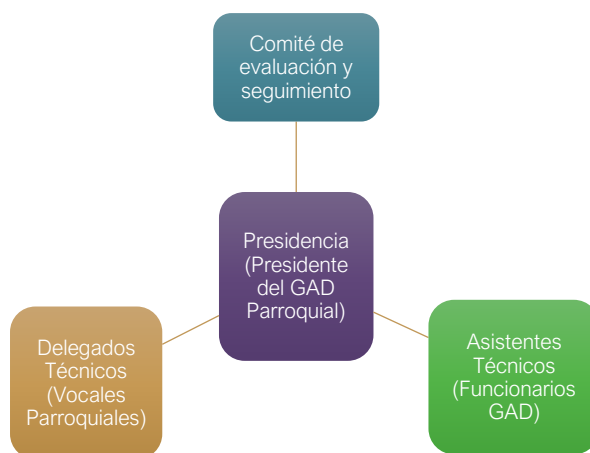 Comité de
evaluación y
seguimiento
Presidencia
(Presidente
del GAD
Parroquial)
Delegados
Técnicos
(Vocales
Parroquiales)
Asistentes
Técnicos
(Funcionarios
GAD)